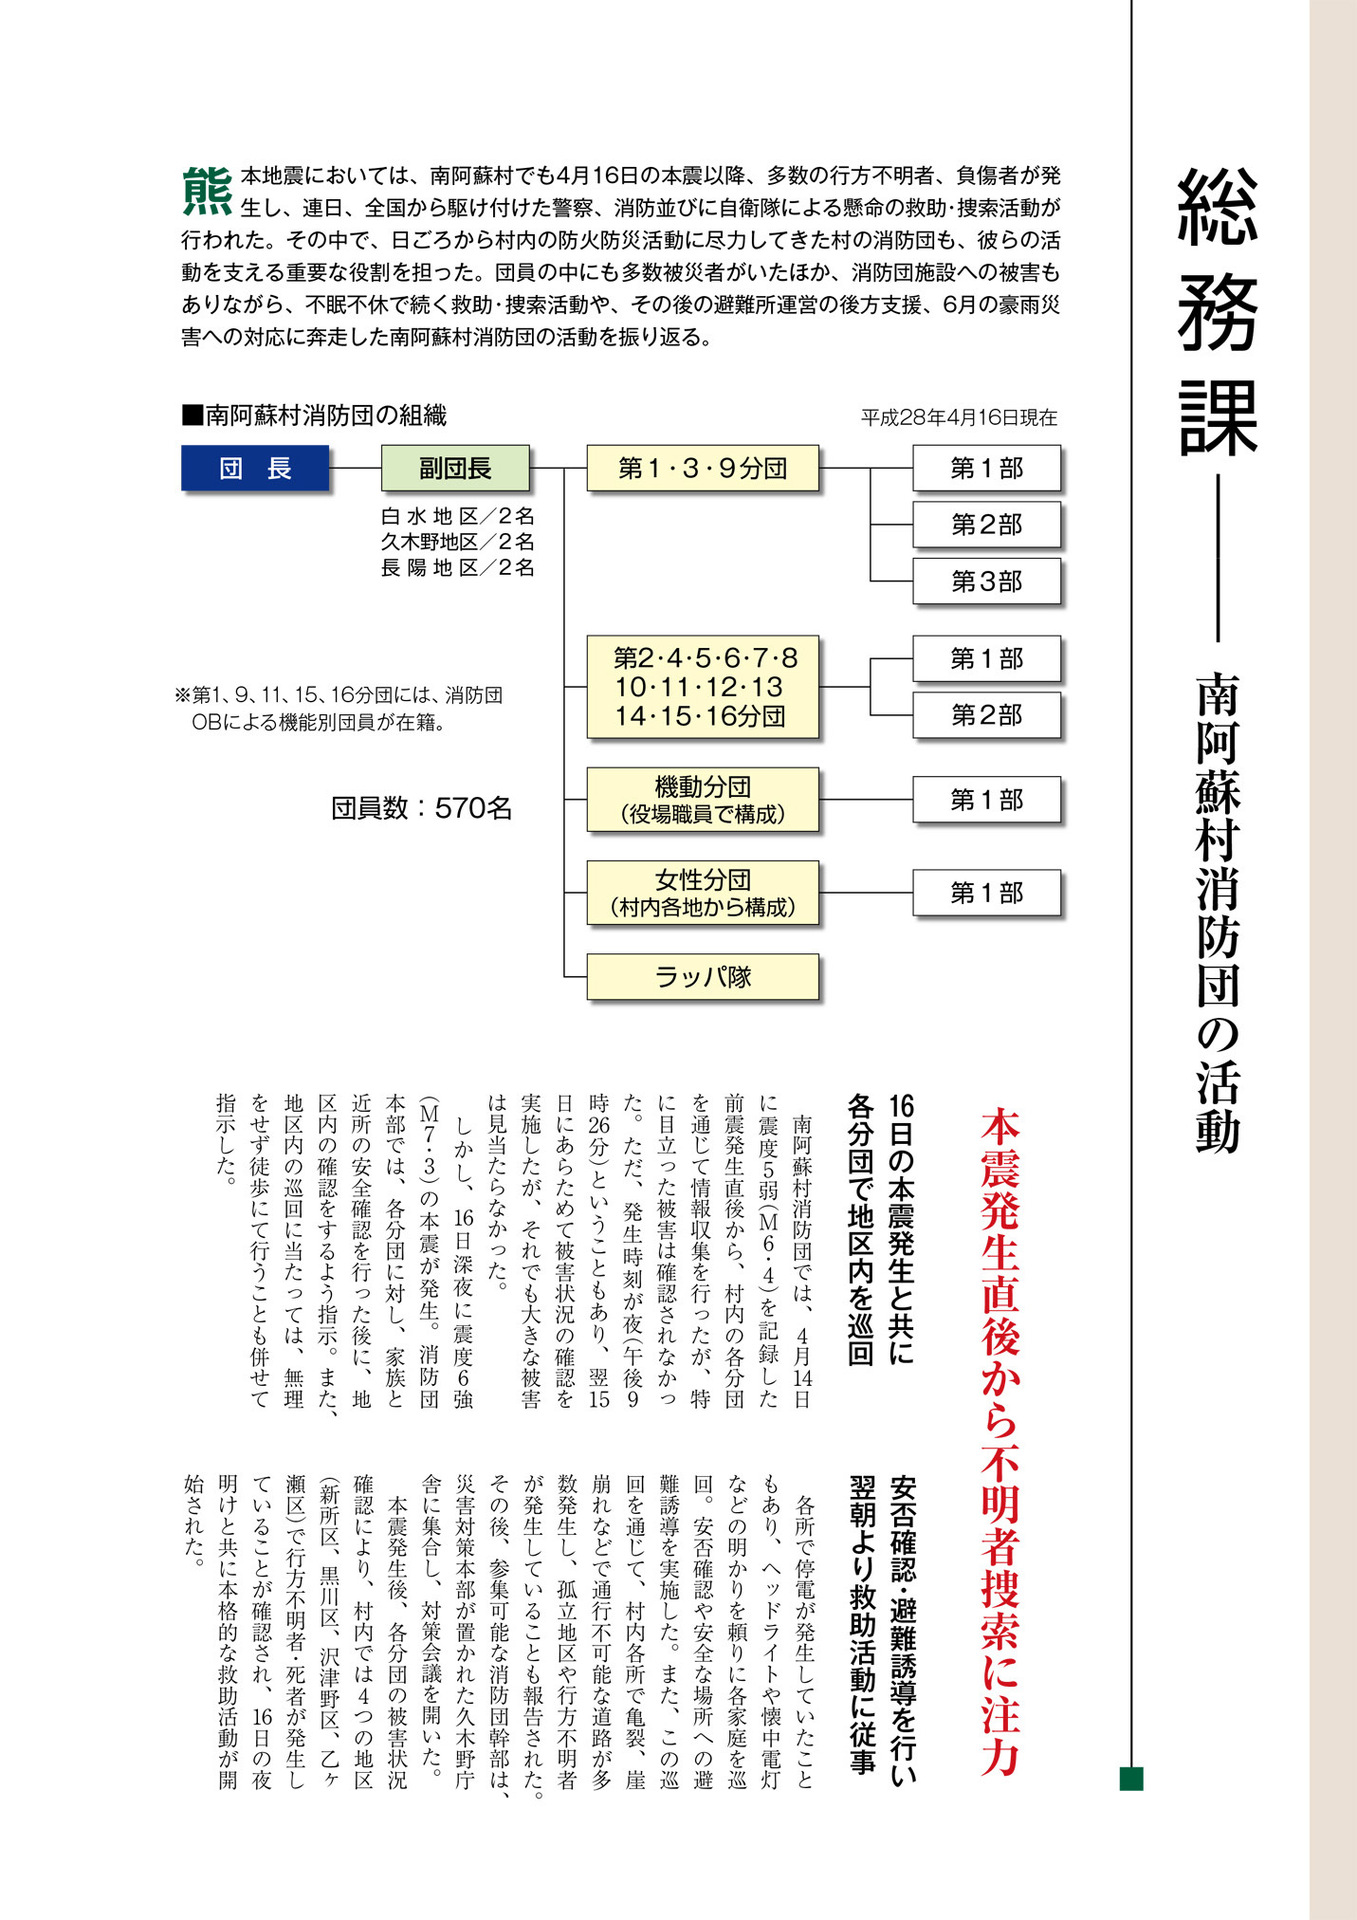 総務課――南阿蘇村消防団の活動
熊本地震においては、南阿蘇村でも4月16日の本震以降、多数の行方不明者、負傷者が発
生し、連日、全国から駆け付けた警察、消防並びに自衛隊による懸命の救助・捜索活動が
行われた。その中で、日ごろから村内の防火防災活動に尽力してきた村の消防団も、彼らの活
動を支える重要な役割を担った。団員の中にも多数被災者がいたほか、消防団施設への被害も
ありながら、不眠不休で続く救助・捜索活動や、その後の避難所運営の後方支援、6月の豪雨災
害への対応に奔走した南阿蘇村消防団の活動を振り返る。
■南阿蘇村消防団の組織
平成28年4月16日現在
団 長
副団長
白水地区／2名
久木野地区／2名
長陽地区／2名
第1・3・9分団
第1部
第2部
第3部
第2・4・5・6・7・8
10・11・12・13
14・15・16分団
第1部
第2部
※第1、9、11、15、16分団には、消防団
OBによる機能別団員が在籍。
機動分団
（役場職員で構成）
第1部
団員数：570名
女性分団
（村内各地から構成）
第1部
ラッパ隊
本震発生直後から不明者捜索に注力
16日の本震発生と共に
各分団で地区内を巡回
南阿蘇村消防団では、4月14日
に震度5弱（M6・4）を記録した
前震発生直後から、村内の各分団
を通じて情報収集を行ったが、特
に目立った被害は確認されなかっ
た。ただ、発生時刻が夜（午後9
時26分）ということもあり、翌15
日にあらためて被害状況の確認を
実施したが、それでも大きな被害
は見当たらなかった。
しかし、16日深夜に震度6強
（M7・3）の本震が発生。消防団
本部では、各分団に対し、家族と
近所の安全確認を行った後に、地
区内の確認をするよう指示。また、
地区内の巡回に当たっては、無理
をせず徒歩にて行うことも併せて
指示した。
安否確認・避難誘導を行い
翌朝より救助活動に従事
各所で停電が発生していたこと
もあり、ヘッドライトや懐中電灯
などの明かりを頼りに各家庭を巡
回。安否確認や安全な場所への避
難誘導を実施した。また、この巡
回を通じて、村内各所で亀裂、崖
崩れなどで通行不可能な道路が多
数発生し、孤立地区や行方不明者
が発生していることも報告された。
その後、参集可能な消防団幹部は、
災害対策本部が置かれた久木野庁
舎に集合し、対策会議を開いた。
本震発生後、各分団の被害状況
確認により、村内では4つの地区
（新所区、黒川区、沢津野区、乙ヶ
瀬区）で行方不明者・死者が発生し
ていることが確認され、16日の夜
明けと共に本格的な救助活動が開
始された。